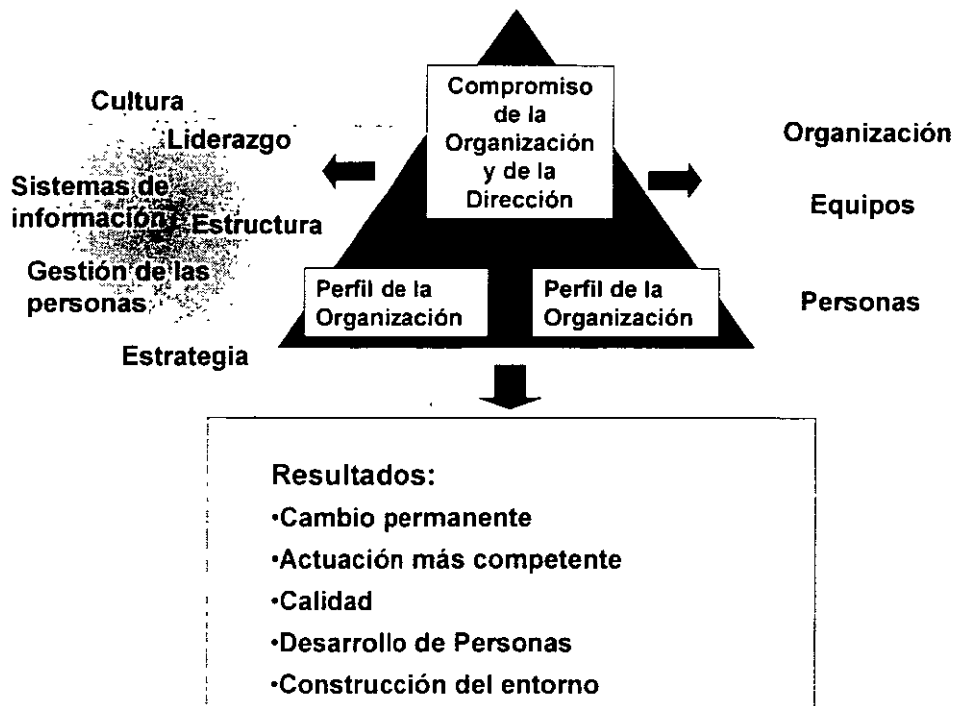 Compromiso
de la
Organización
y de la
Dirección
Cultura
Liderazgo
Sistemas de
información
Estructura
Gestión de las
personas
Estrategia
Organización
Equipos
Personas
Perfil de la
Organización
Perfil de la
Organización
Resultados:
•Cambio permanente
•Actuación más competente
•Calidad
•Desarrollo de Personas
•Construcción del entorno